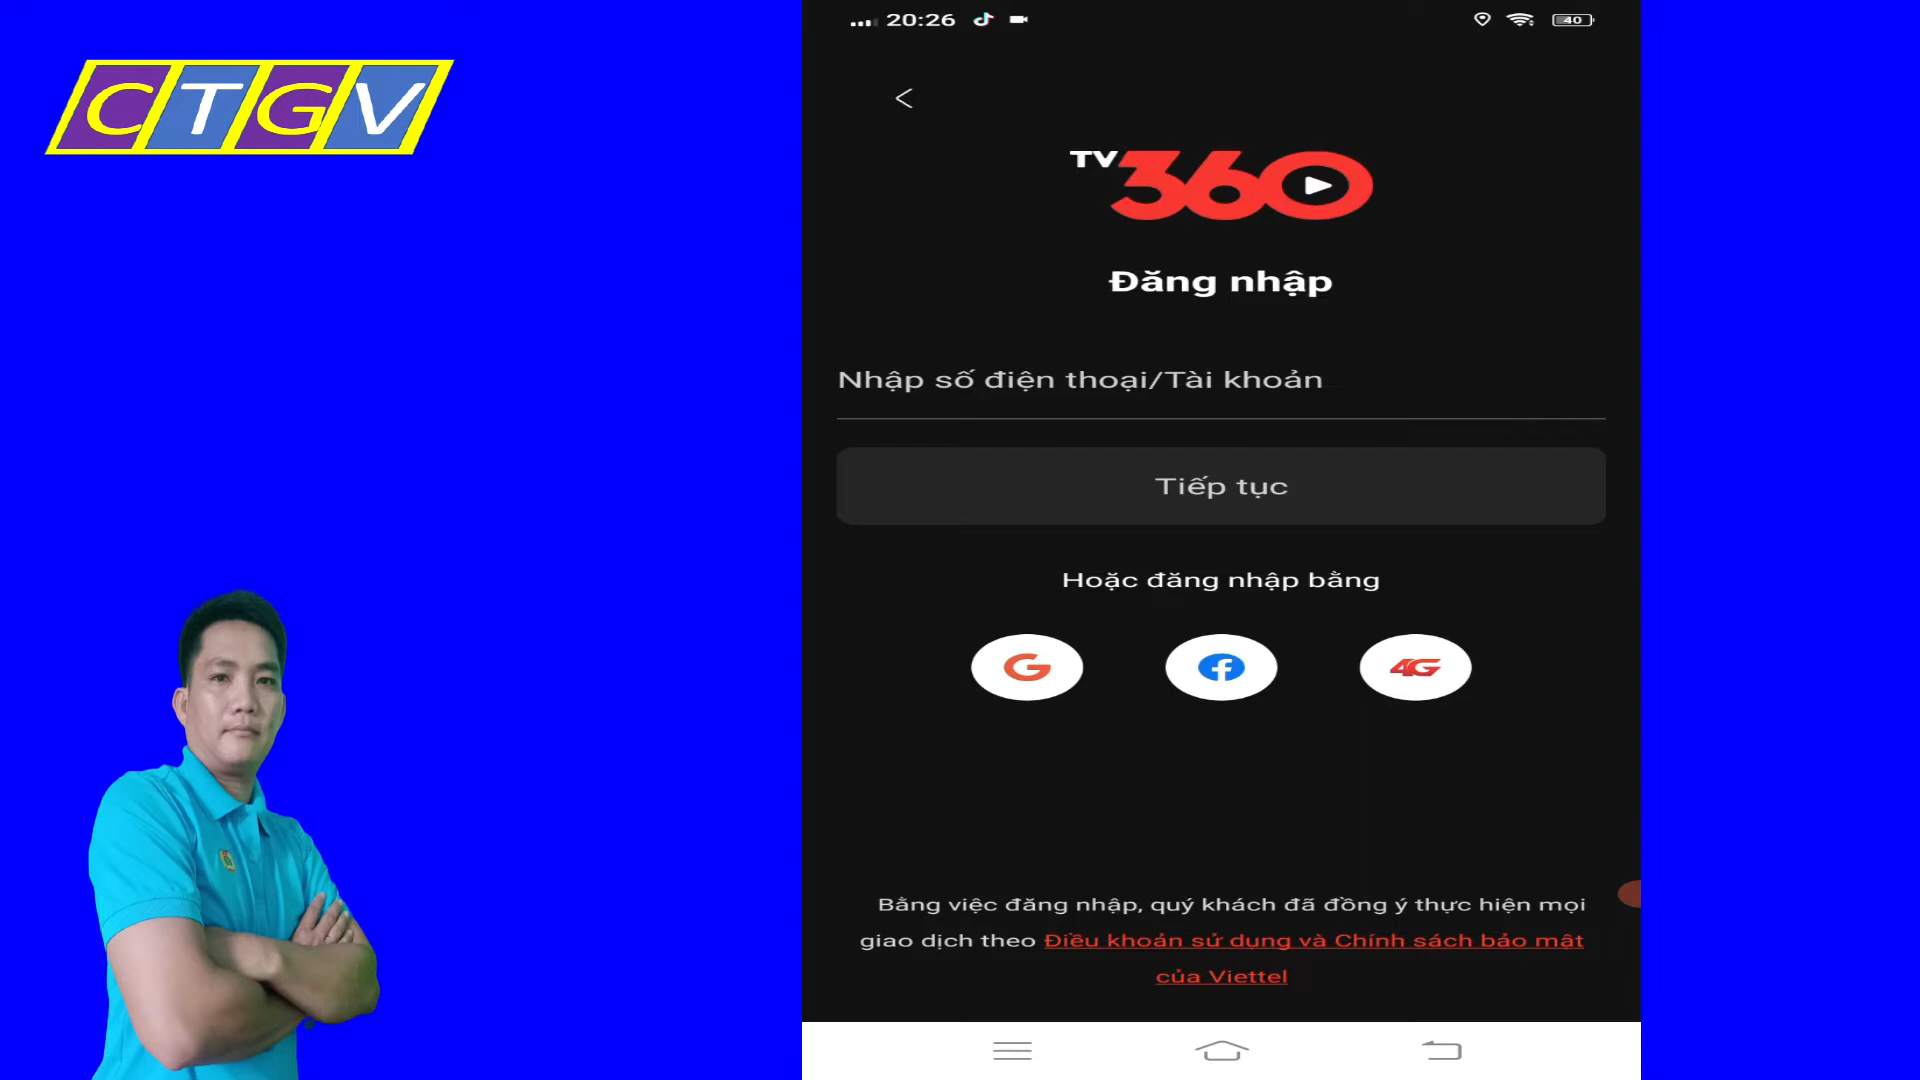 CTGV
20:26
40
TV360
Đăng nhập
Nhập số điện thoại/Tài khoản
Tiếp tục
Hoặc đăng nhập bằng
G
f
4G
Bằng việc đăng nhập, quý khách đã đồng ý thực hiện mọi
giao dịch theo Điều khoản sử dụng và Chính sách bảo mật
của Viettel